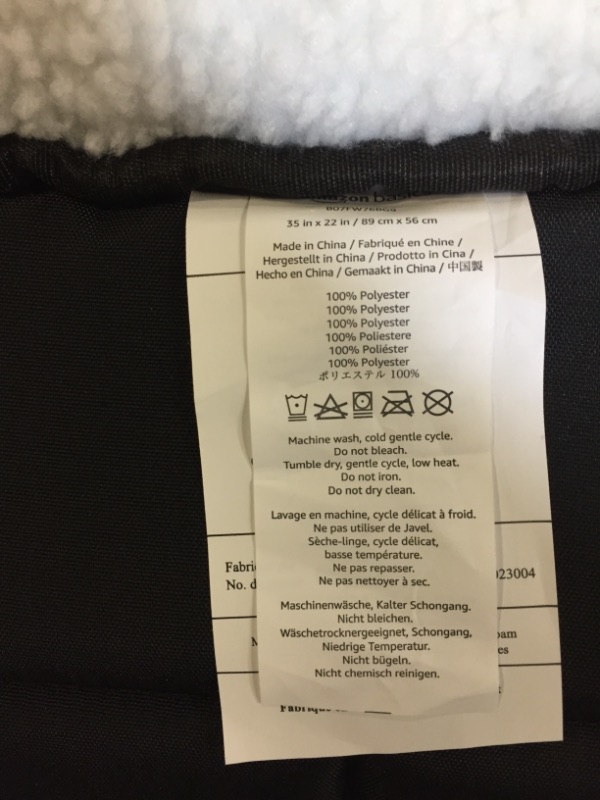 35 in x 22 in / 89 cm x 56 cm
Made in China / Fabriqué en Chine /
Hergestellt in China / Prodotto in Cina /
Hecho en China / Gemaakt in China / 中国製
100% Polyester
100% Polyester
100% Polyester
100% Poliestere
100% Poliéster
100% Polyester
ポリエステル 100%
Machine wash, cold gentle cycle.
Do not bleach.
Tumble dry, gentle cycle, low heat.
Do not iron.
Do not dry clean.
Lavage en machine, cycle délicat à froid.
Ne pas utiliser de Javel.
Sèche-linge, cycle délicat,
basse température.
Ne pas repasser.
Ne pas nettoyer à sec.
Maschinenwäsche, Kalter Schongang.
Nicht bleichen.
Wäschetrocknergeeignet, Schongang,
Niedrige Temperatur.
Nicht bügeln.
Nicht chemisch reinigen.
Fabri
No. d
23004